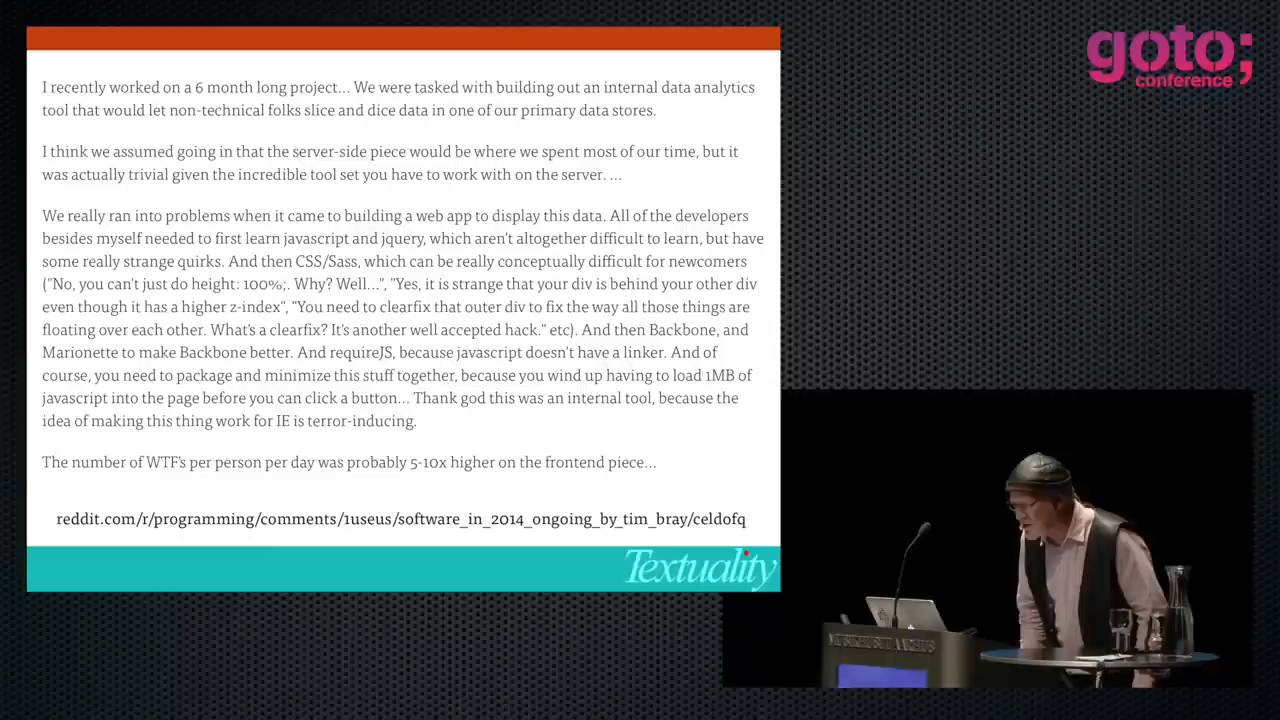 I recently worked on a 6 month long project... We were tasked with building out an internal data analytics
tool that would let non-technical folks slice and dice data in one of our primary data stores.
I think we assumed going in that the server-side piece would be where we spent most of our time, but it
was actually trivial given the incredible tool set you have to work with on the server. ...
We really ran into problems when it came to building a web app to display this data. All of the developers
besides myself needed to first learn javascript and jquery, which aren't altogether difficult to learn, but have
some really strange quirks. And then CSS/Sass, which can be really conceptually difficult for newcomers
("No, you can't just do height: 100%;. Why? Well...", "Yes, it is strange that your div is behind your other div
even though it has a higher z-index", "You need to clearfix that outer div to fix the way all those things are
floating over each other. What's a clearfix? It's another well accepted hack." etc). And then Backbone, and
Marionette to make Backbone better. And requireJS, because javascript doesn't have a linker. And of
course, you need to package and minimize this stuff together, because you wind up having to load 1MB of
javascript into the page before you can click a button... Thank god this was an internal tool, because the
idea of making this thing work for IE is terror-inducing.
The number of WTF's per person per day was probably 5-10x higher on the frontend piece...
reddit.com/r/programming/comments/1useus/software_in_2014_ongoing_by_tim_bray/celdofq
Textuality
goto;
conference
MUSIKHUSET AARHUS